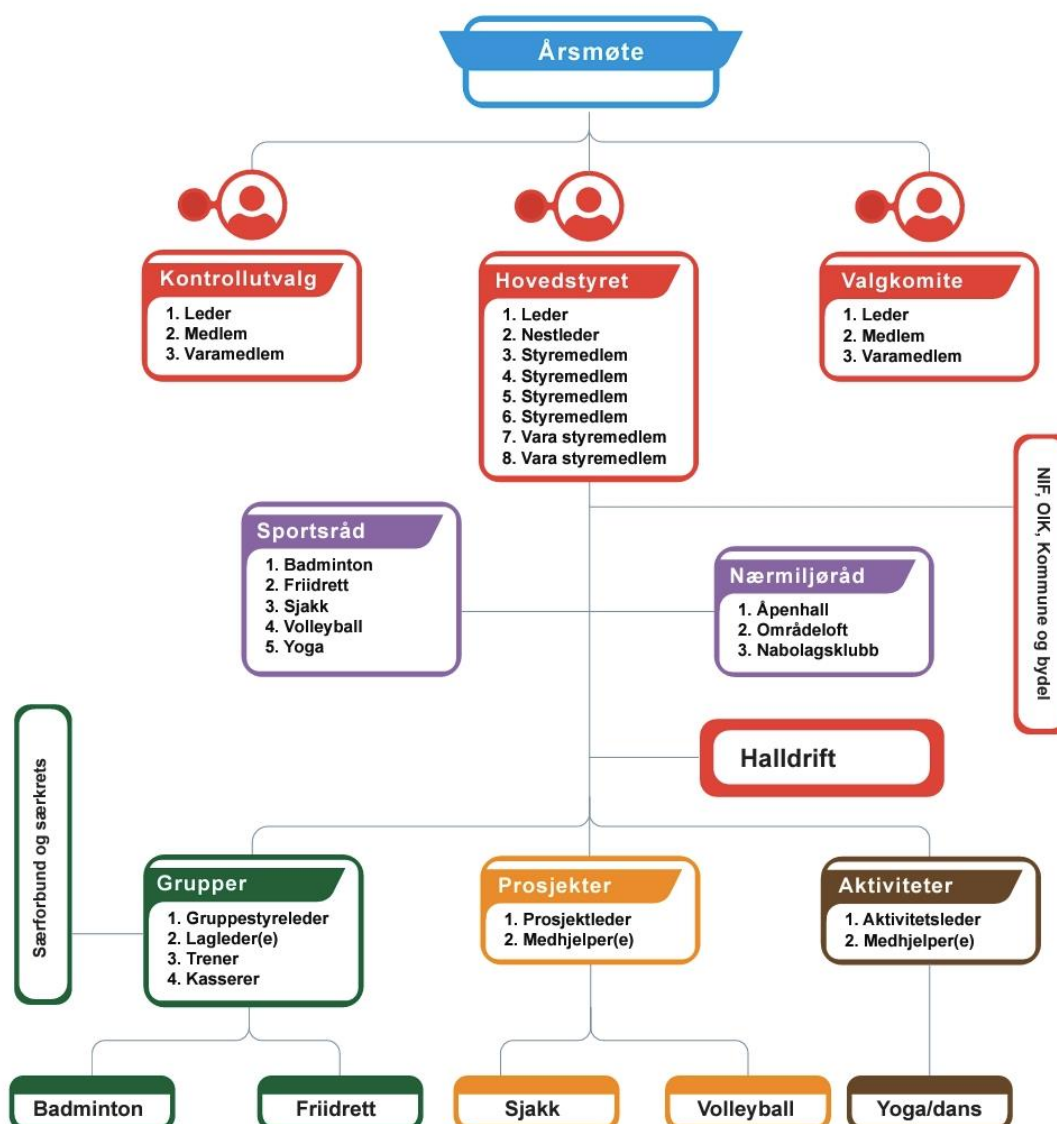 Årsmøte
Kontrollutvalg
1. Leder
2. Medlem
3. Varamedlem
Hovedstyret
1. Leder
2. Nestleder
3. Styremedlem
4. Styremedlem
5. Styremedlem
6. Styremedlem
7. Vara styremedlem
8. Vara styremedlem
Valgkomite
1. Leder
2. Medlem
3. Varamedlem
NIF, OIK, Kommune og bydel
Sportsråd
1. Badminton
2. Friidrett
3. Sjakk
4. Volleyball
5. Yoga
Nærmiljøråd
1. Åpenhall
2. Områdeloft
3. Nabolagsklubb
Halldrift
Særforbund og særkrets
Grupper
1. Gruppestyreleder
2. Lagleder(e)
3. Trener
4. Kasserer
Prosjekter
1. Prosjektleder
2. Medhjelper(e)
Aktiviteter
1. Aktivitetsleder
2. Medhjelper(e)
Badminton
Friidrett
Sjakk
Volleyball
Yoga/dans